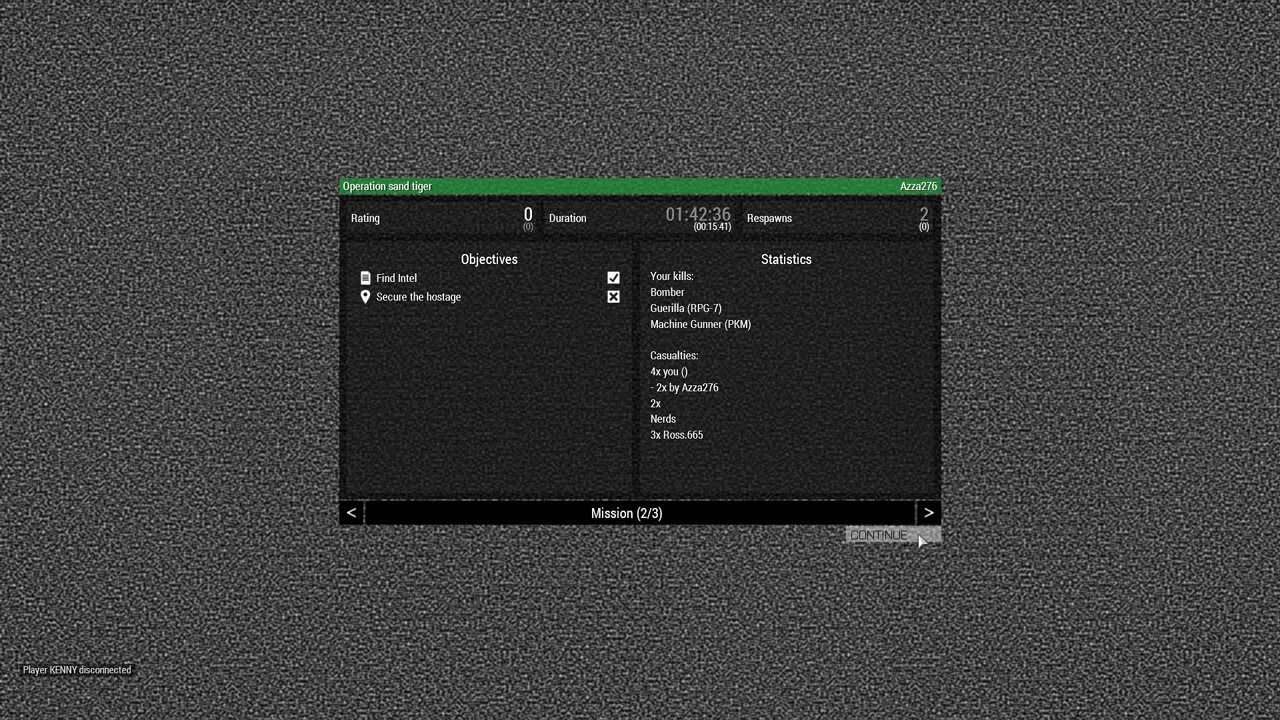 Operation sand tiger Azza276
Rating 0 (0) Duration 01:42:36 (00:15:41) Respawns 2 (0)
Objectives
Find Intel
Secure the hostage
Statistics
Your kills:
Bomber
Guerilla (RPG-7)
Machine Gunner (PKM)
Casualties:
4x you ()
- 2x by Azza276
2x
Nerds
3x Ross.665
< Mission (2/3) >
CONTINUE
Player KENNY disconnected